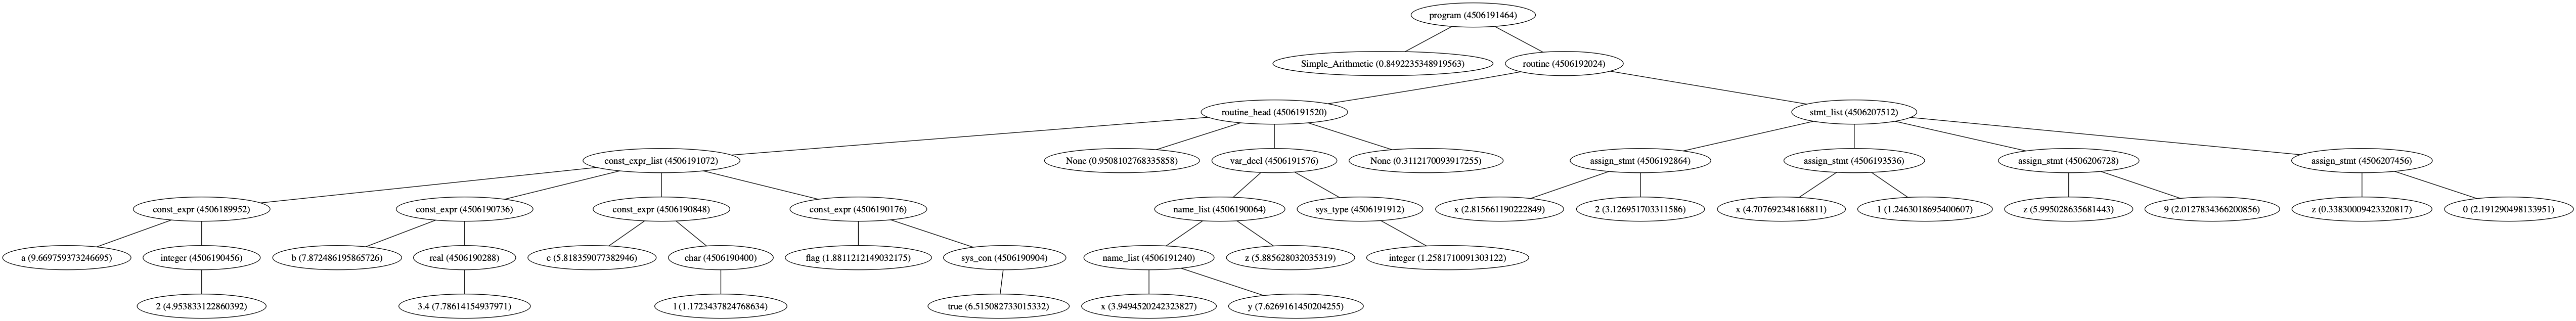 program (4506191464)
Simple_Arithmetic (0.8492235348919563)
routine (4506192024)
routine_head (4506191520)
stmt_list (4506207512)
const_expr_list (4506191072)
None (0.9508102768335858)
var_decl (4506191576)
None (0.3112170093917255)
assign_stmt (4506192864)
assign_stmt (4506193536)
assign_stmt (4506206728)
assign_stmt (4506207456)
const_expr (4506189952)
const_expr (4506190736)
const_expr (4506190848)
const_expr (4506190176)
name_list (4506190064)
sys_type (4506191912)
x (2.815661190222849)
2 (3.126951703311586)
x (4.707692348168811)
1 (1.2463018695400607)
z (5.995028635681443)
9 (2.0127834366200856)
z (0.33830009423320817)
0 (2.191290498133951)
a (9.669759373246695)
integer (4506190456)
b (7.872486195865726)
real (4506190288)
c (5.818359077382946)
char (4506190400)
flag (1.8811212149032175)
sys_con (4506190904)
name_list (4506191240)
z (5.885628032035319)
integer (1.2581710091303122)
2 (4.953833122860392)
3.4 (7.78614154937971)
l (1.1723437824768634)
true (6.515082733015332)
x (3.9494520242323827)
y (7.6269161450204255)